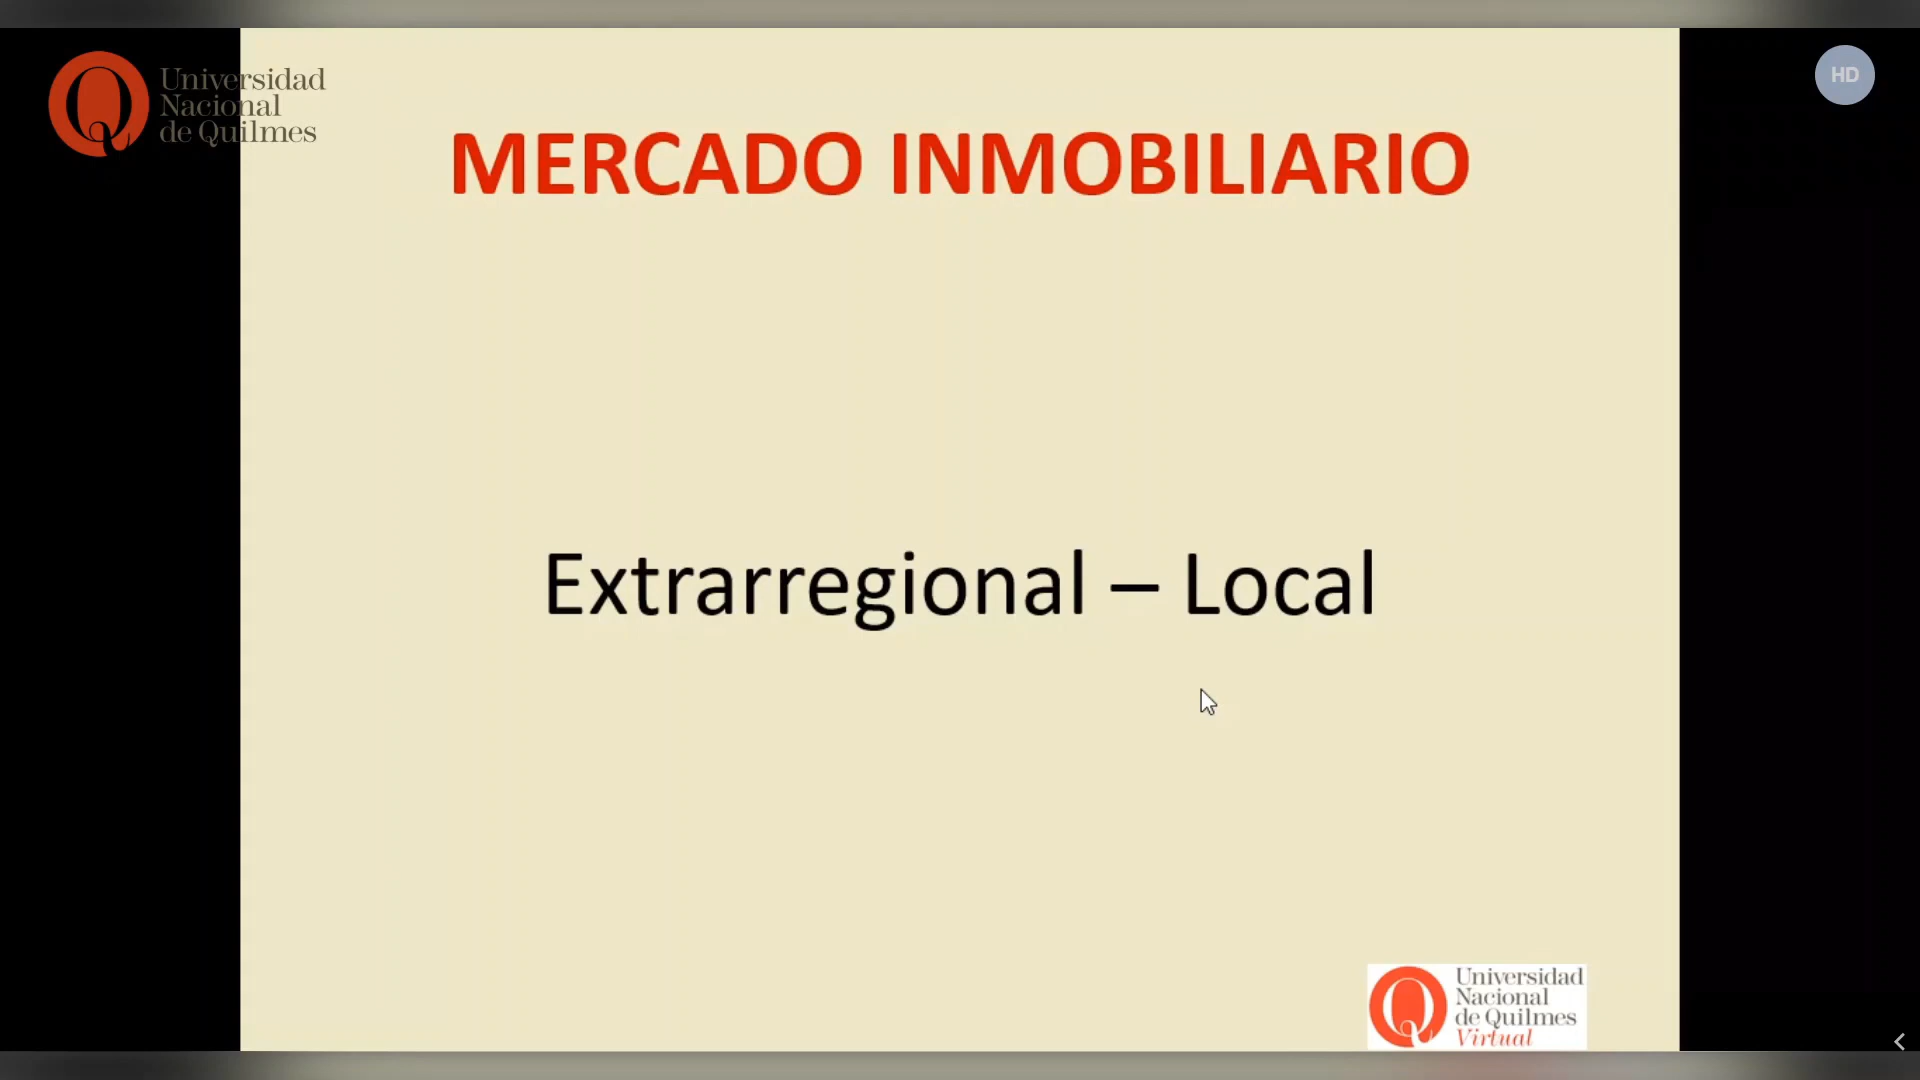 Universidad
Nacional
de Quilmes
HD
MERCADO INMOBILIARIO
Extrarregional – Local
Universidad
Nacional
de Quilmes
Virtual